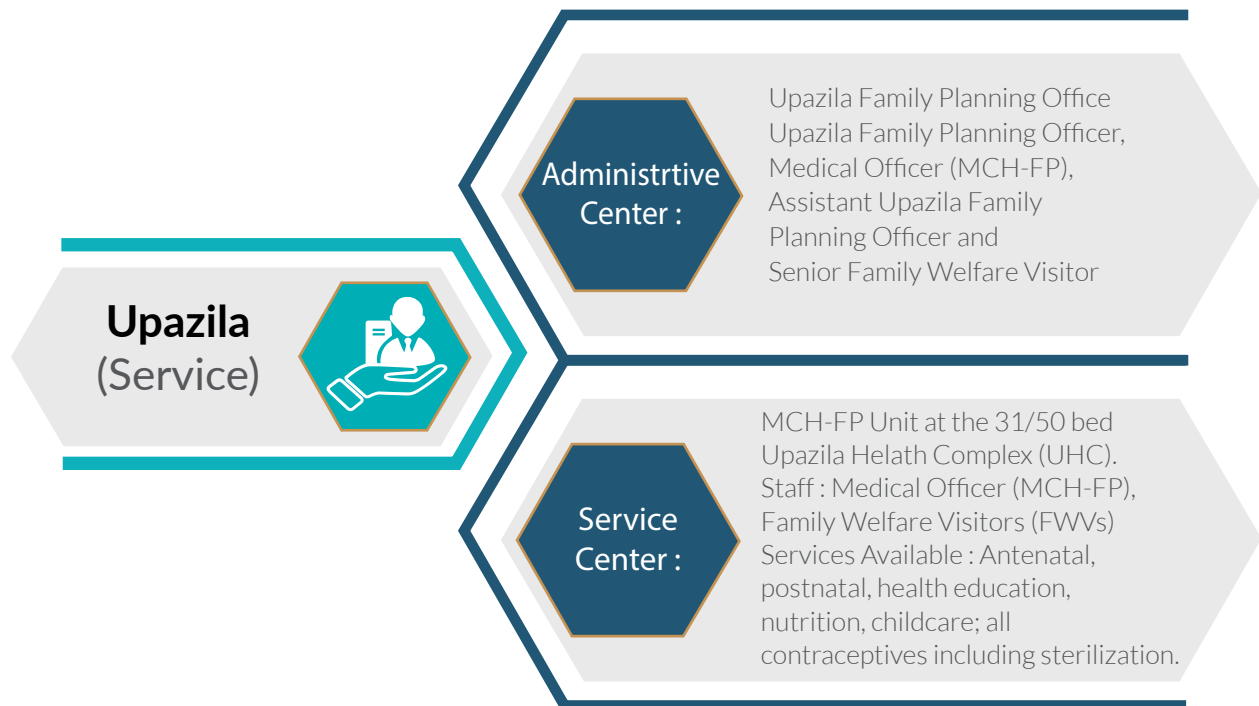 Upazila
(Service)
Administrtive
Center :
Upazila Family Planning Office
Upazila Family Planning Officer,
Medical Officer (MCH-FP),
Assistant Upazila Family
Planning Officer and
Senior Family Welfare Visitor
Service
Center :
MCH-FP Unit at the 31/50 bed
Upazila Helath Complex (UHC).
Staff : Medical Officer (MCH-FP),
Family Welfare Visitors (FWVs)
Services Available : Antenatal,
postnatal, health education,
nutrition, childcare; all
contraceptives including sterilization.